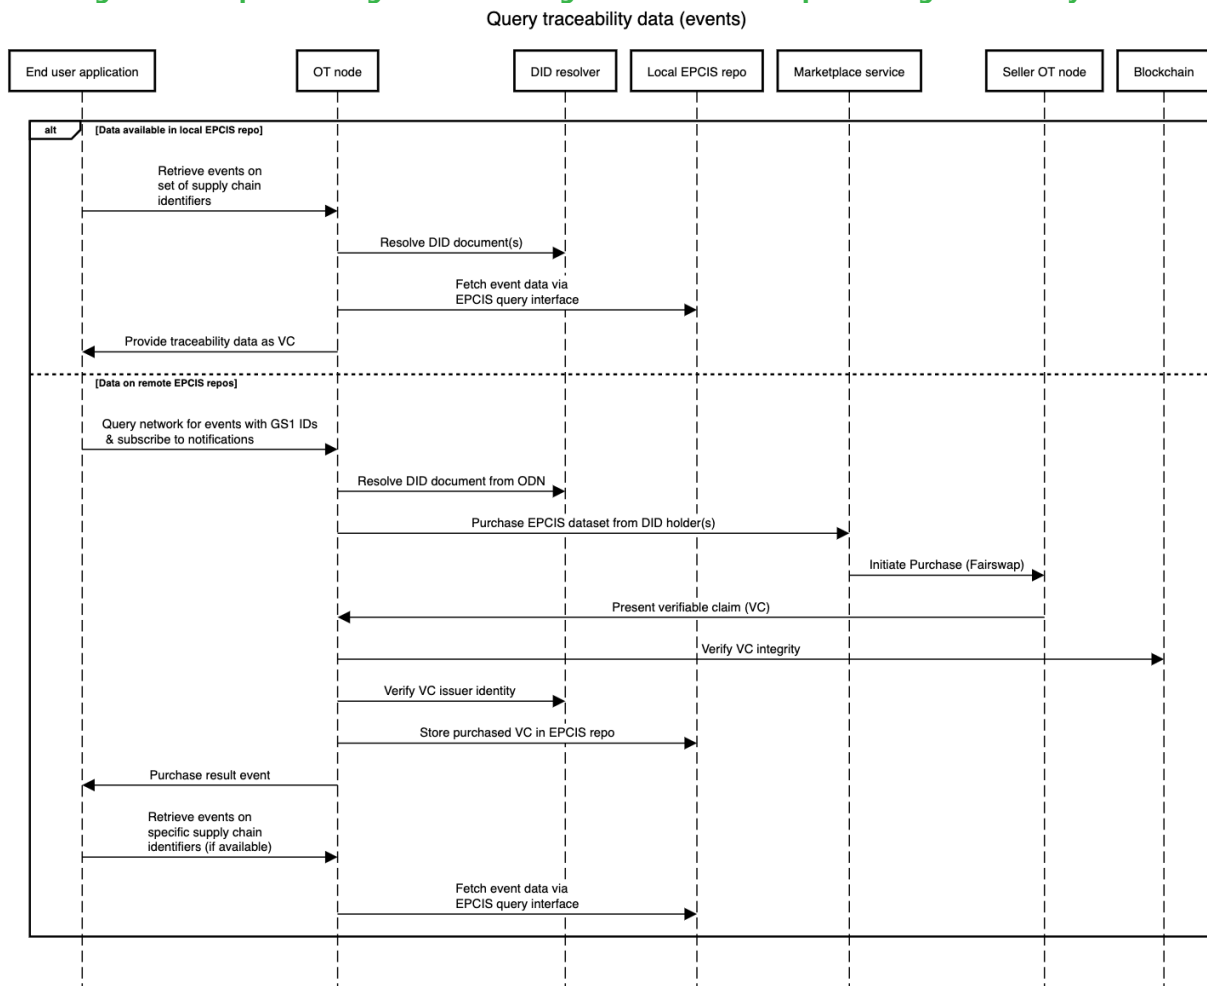 Query traceability data (events)
End user application
OT node
DID resolver
Local EPCIS repo
Marketplace service
Seller OT node
Blockchain
alt
[Data available in local EPCIS repo]
Retrieve events on
set of supply chain
identifiers
Resolve DID document(s)
Fetch event data via
EPCIS query interface
Provide traceability data as VC
[Data on remote EPCIS repos]
Query network for events with GS1 IDs
& subscribe to notifications
Resolve DID document from ODN
Purchase EPCIS dataset from DID holder(s)
Initiate Purchase (Fairswap)
Present verifiable claim (VC)
Verify VC integrity
Verify VC issuer identity
Store purchased VC in EPCIS repo
Purchase result event
Retrieve events on
specific supply chain
identifiers (if available)
Fetch event data via
EPCIS query interface